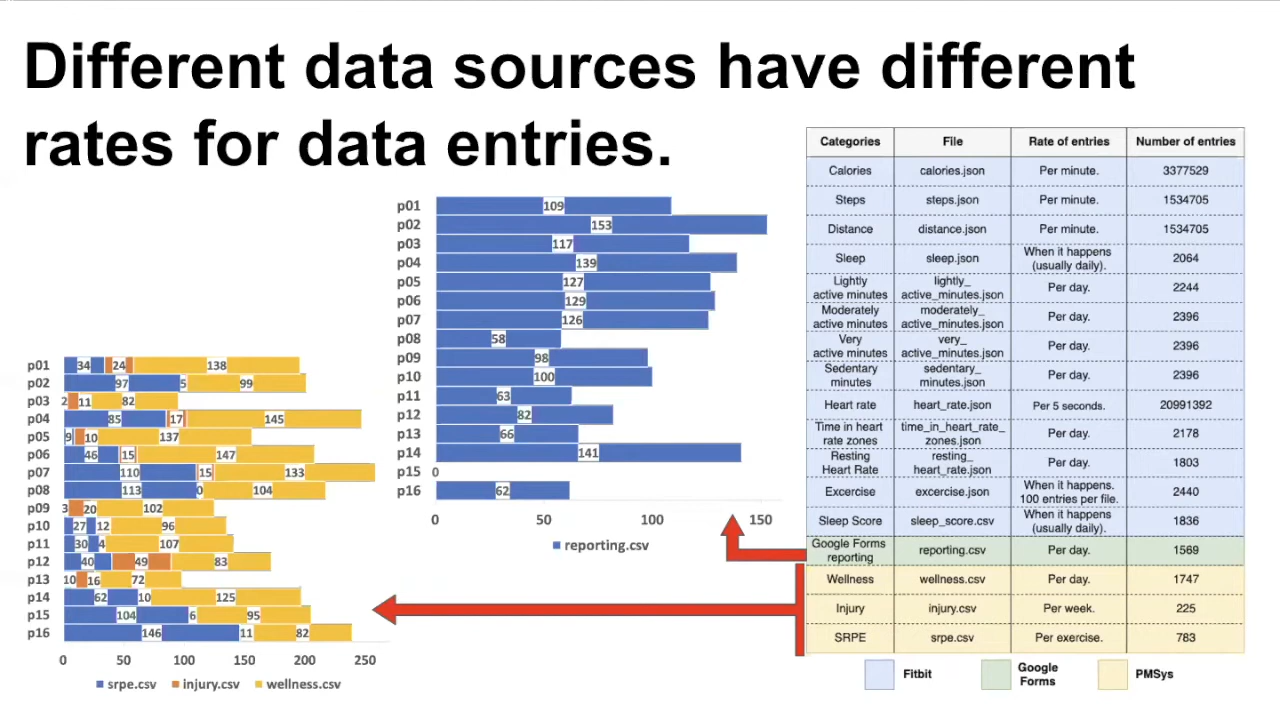 Different data sources have different
rates for data entries.
Categories File Rate of entries Number of entries
Calories calories.json Per minute. 3377529
Steps steps.json Per minute. 1534705
Distance distance.json Per minute. 1534705
Sleep sleep.json When it happens (usually daily). 2064
Lightly active minutes lightly_ active_minutes.json Per day. 2244
Moderately active minutes moderately_ active_minutes.json Per day. 2396
Very active minutes very_ active_minutes.json Per day. 2396
Sedentary minutes sedentary_ minutes.json Per day. 2396
Heart rate heart_rate.json Per 5 seconds. 20991392
Time in heart rate zones time_in_heart_rate_ zones.json Per day. 2178
Resting Heart Rate resting_ heart_rate.json Per day. 1803
Excercise excercise.json When it happens. 100 entries per file. 2440
Sleep Score sleep_score.csv When it happens (usually daily). 1836
Google Forms reporting reporting.csv Per day. 1569
Wellness wellness.csv Per day. 1747
Injury injury.csv Per week. 225
SRPE srpe.csv Per exercise. 783
Fitbit Google Forms PMSys
p01 109
p02 153
p03 117
p04 139
p05 127
p06 129
p07 126
p08 58
p09 98
p10 100
p11 63
p12 82
p13 66
p14 141
p15 0
p16 62
0 50 100 150
reporting.csv
p01 34 24 138
p02 97 5 99
p03 2 11 82
p04 85 17 145
p05 9 10 137
p06 46 15 147
p07 110 15 133
p08 113 0 104
p09 3 20 102
p10 27 12 96
p11 30 4 107
p12 40 49 83
p13 10 16 72
p14 62 10 125
p15 104 6 95
p16 146 11 82
0 50 100 150 200 250
srpe.csv injury.csv wellness.csv